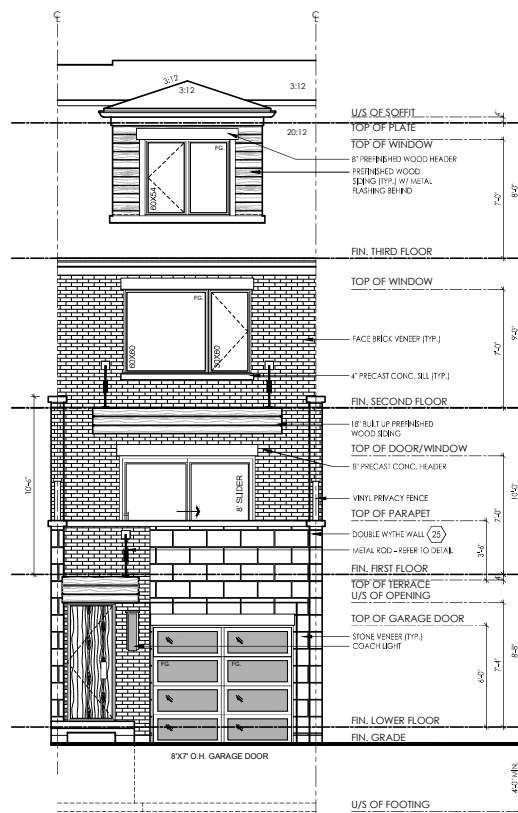 C̵L
C̵L
3:12
3:12
3:12
U/S OF SOFFIT
TOP OF PLATE
20:12
TOP OF WINDOW
FG.
8" PREFINISHED WOOD HEADER
PREFINISHED WOOD
SIDING (TYP.) W/ METAL
FLASHING BEHIND
60X54
7'-0"
8'-0"
FIN. THIRD FLOOR
TOP OF WINDOW
FG.
FACE BRICK VENEER (TYP.)
60X60
30X60
7'-0"
9'-0"
4" PRECAST CONC. SILL (TYP.)
FIN. SECOND FLOOR
18" BUILT UP PREFINISHED
WOOD SIDING
TOP OF DOOR/WINDOW
8" PRECAST CONC. HEADER
10'-6"
8' SLIDER
VINYL PRIVACY FENCE
7'-0"
10'-0"
TOP OF PARAPET
DOUBLE WYTHE WALL 25
METAL ROD - REFER TO DETAIL
3'-6"
FIN. FIRST FLOOR
TOP OF TERRACE
U/S OF OPENING
TOP OF GARAGE DOOR
STONE VENEER (TYP.)
COACH LIGHT
FG.
FG.
6'-0"
7'-4"
8'-8"
FIN. LOWER FLOOR
FIN. GRADE
8'X7' O.H. GARAGE DOOR
4'-0" MIN.
U/S OF FOOTING